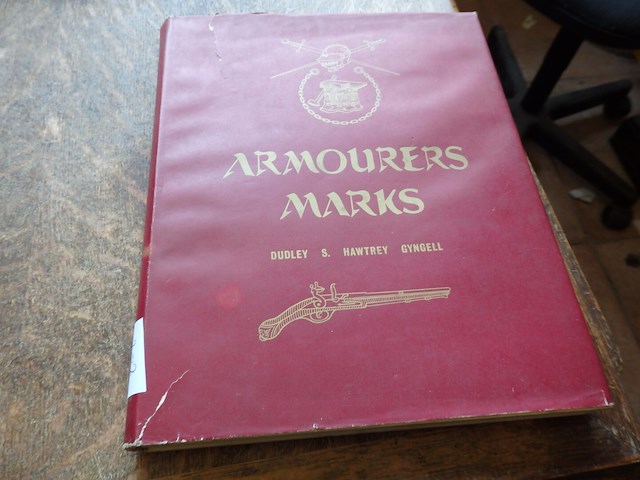 ARMOURERS
MARKS
DUDLEY S. HAWTREY GYNGELL